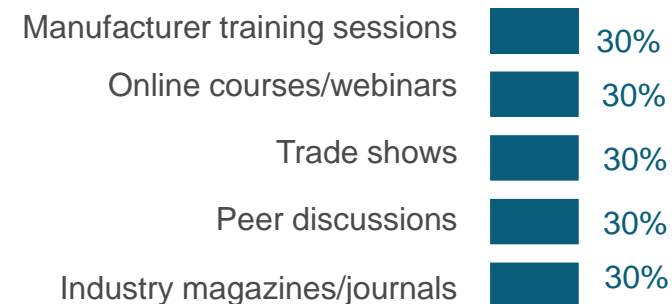 Manufacturer training sessions 30%
Online courses/webinars 30%
Trade shows 30%
Peer discussions 30%
Industry magazines/journals 30%